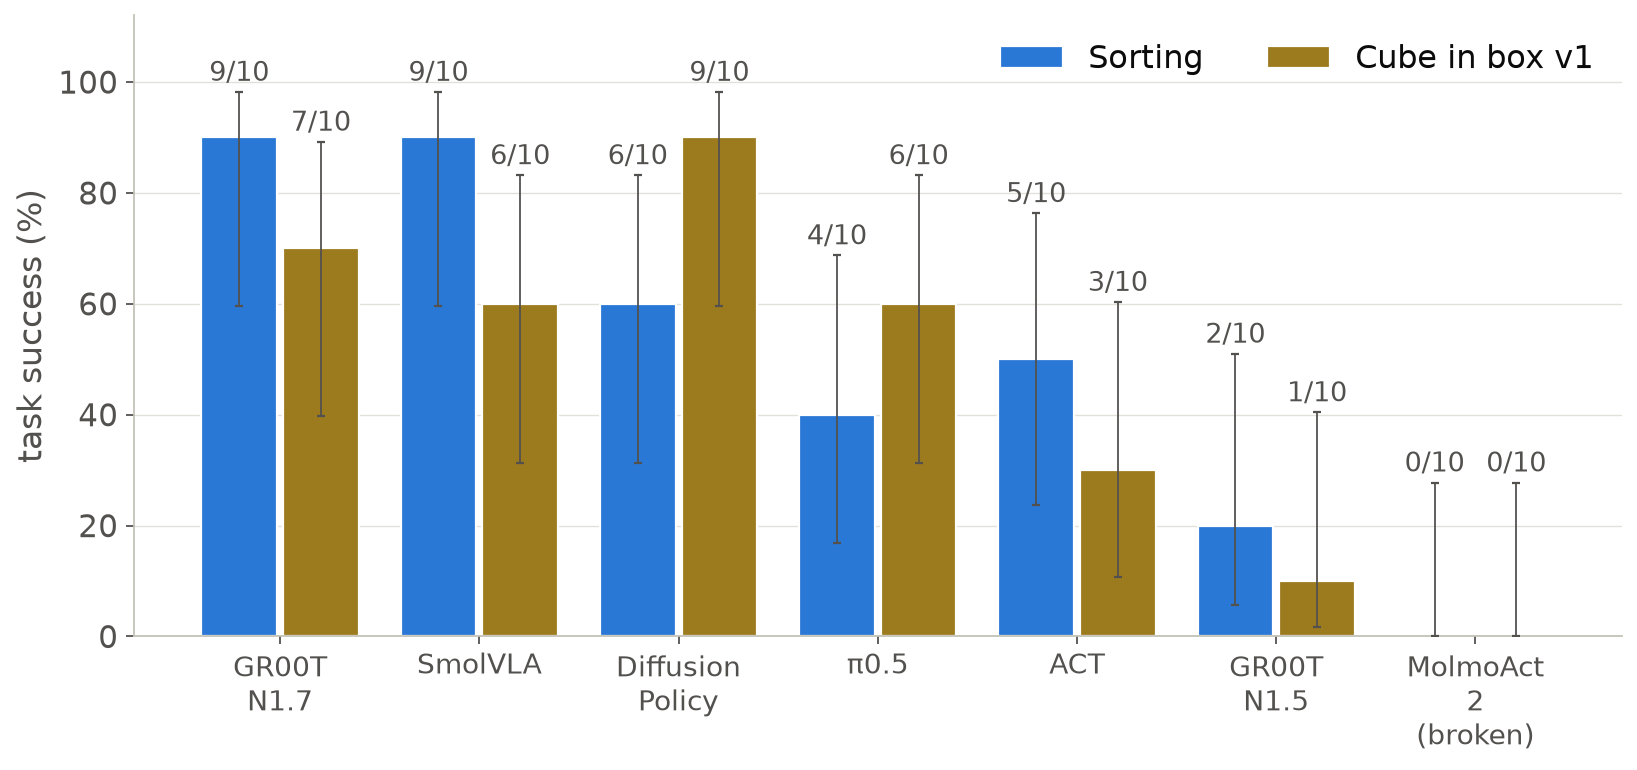 Sorting
Cube in box v1
task success (%)
100
80
60
40
20
0
9/10
7/10
9/10
6/10
6/10
9/10
4/10
6/10
5/10
3/10
2/10
1/10
0/10
0/10
GR00T
N1.7
SmolVLA
Diffusion
Policy
π0.5
ACT
GR00T
N1.5
MolmoAct
2
(broken)